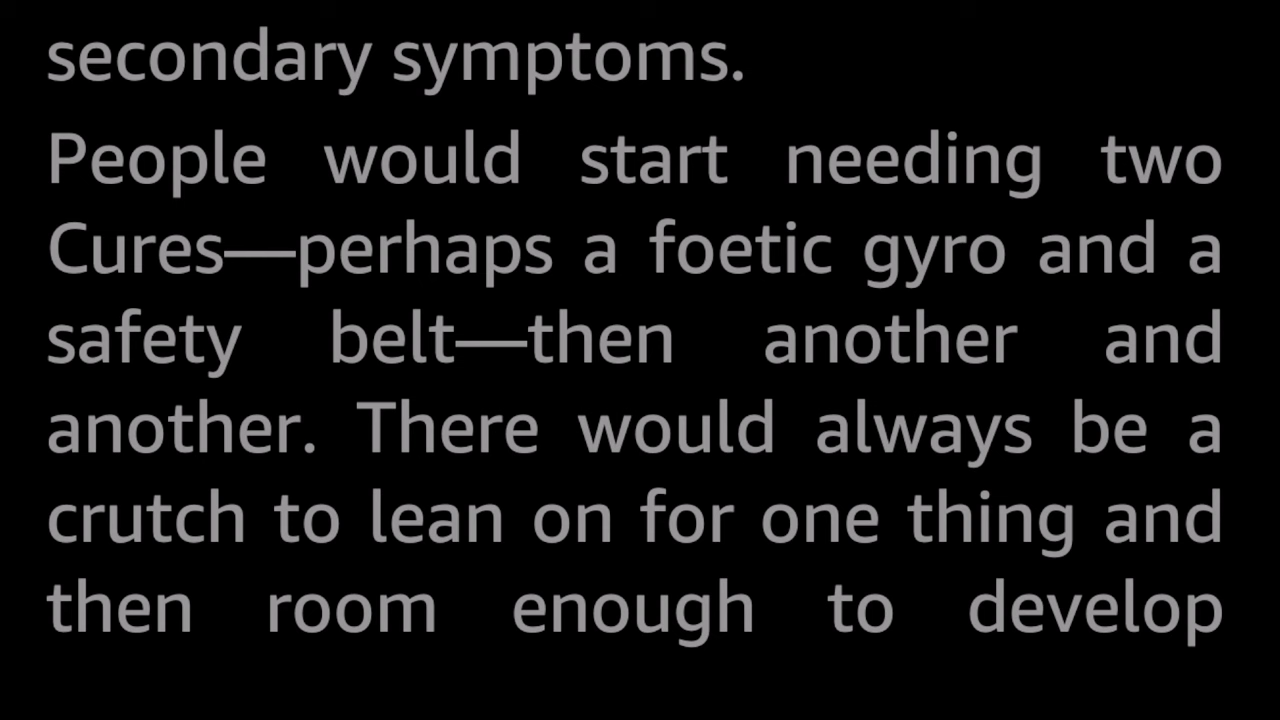 secondary symptoms.
People would start needing two
Cures—perhaps a foetic gyro and a
safety belt—then another and
another. There would always be a
crutch to lean on for one thing and
then room enough to develop